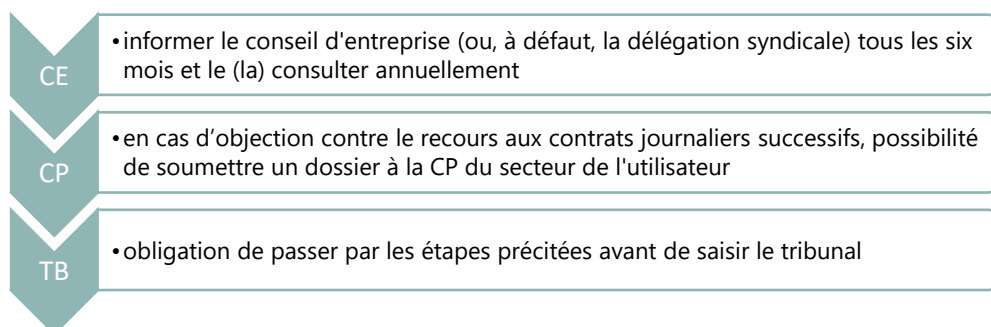 CE
•informer le conseil d'entreprise (ou, à défaut, la délégation syndicale) tous les six
mois et le (la) consulter annuellement
CP
•en cas d’objection contre le recours aux contrats journaliers successifs, possibilité
de soumettre un dossier à la CP du secteur de l'utilisateur
TB
•obligation de passer par les étapes précitées avant de saisir le tribunal